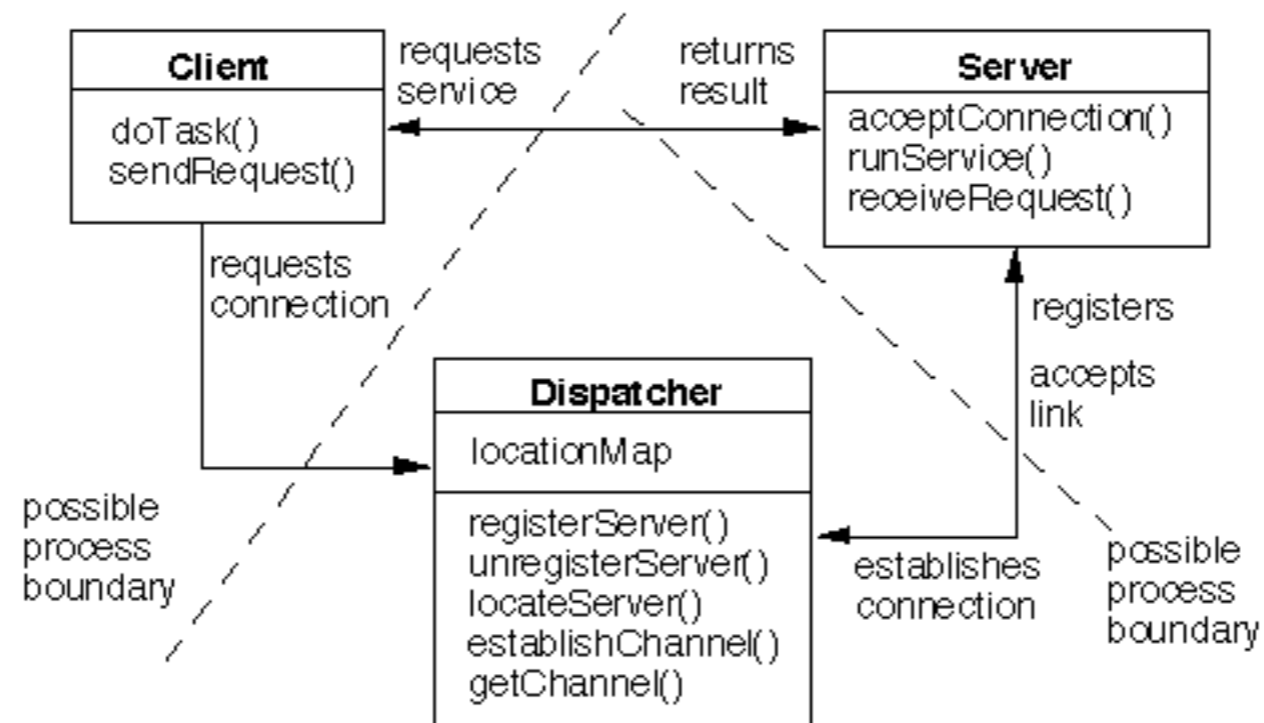 Client
doTask()
sendRequest()
requests
service
returns
result
Server
acceptConnection()
runService()
receiveRequest()
requests
connection
registers
accepts
link
Dispatcher
locationMap
registerServer()
unregisterServer()
locateServer()
establishChannel()
getChannel()
possible
process
boundary
establishes
connection
possible
process
boundary